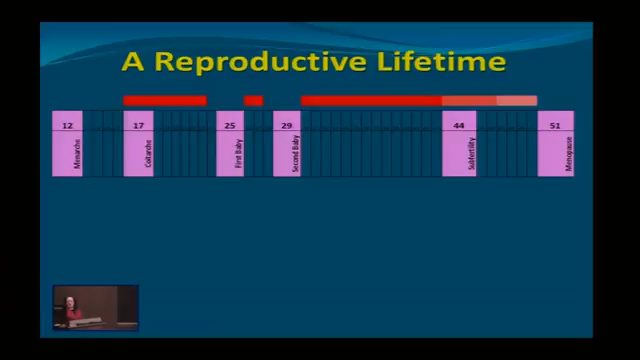 A Reproductive Lifetime
12 17 25 29 44 51
Menarche Coitarche First Baby Second Baby Subfertility Menopause